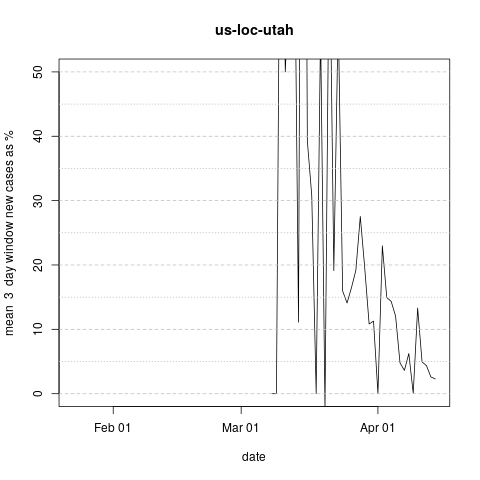 us-loc-utah
mean 3 day window new cases as %
50
40
30
20
10
0
Feb 01
Mar 01
Apr 01
date